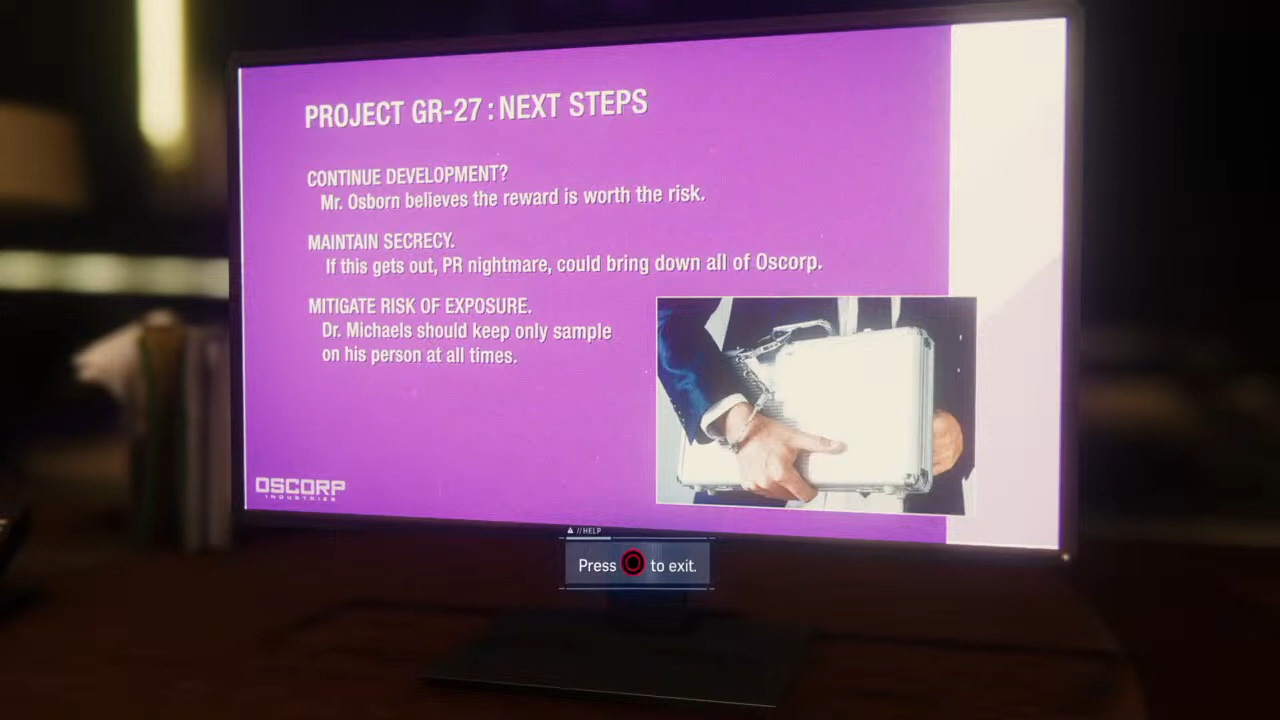 PROJECT GR-27 : NEXT STEPS
CONTINUE DEVELOPMENT?
Mr. Osborn believes the reward is worth the risk.
MAINTAIN SECRECY.
If this gets out, PR nightmare, could bring down all of Oscorp.
MITIGATE RISK OF EXPOSURE.
Dr. Michaels should keep only sample
on his person at all times.
OSCORP
INDUSTRIES
// HELP
Press to exit.